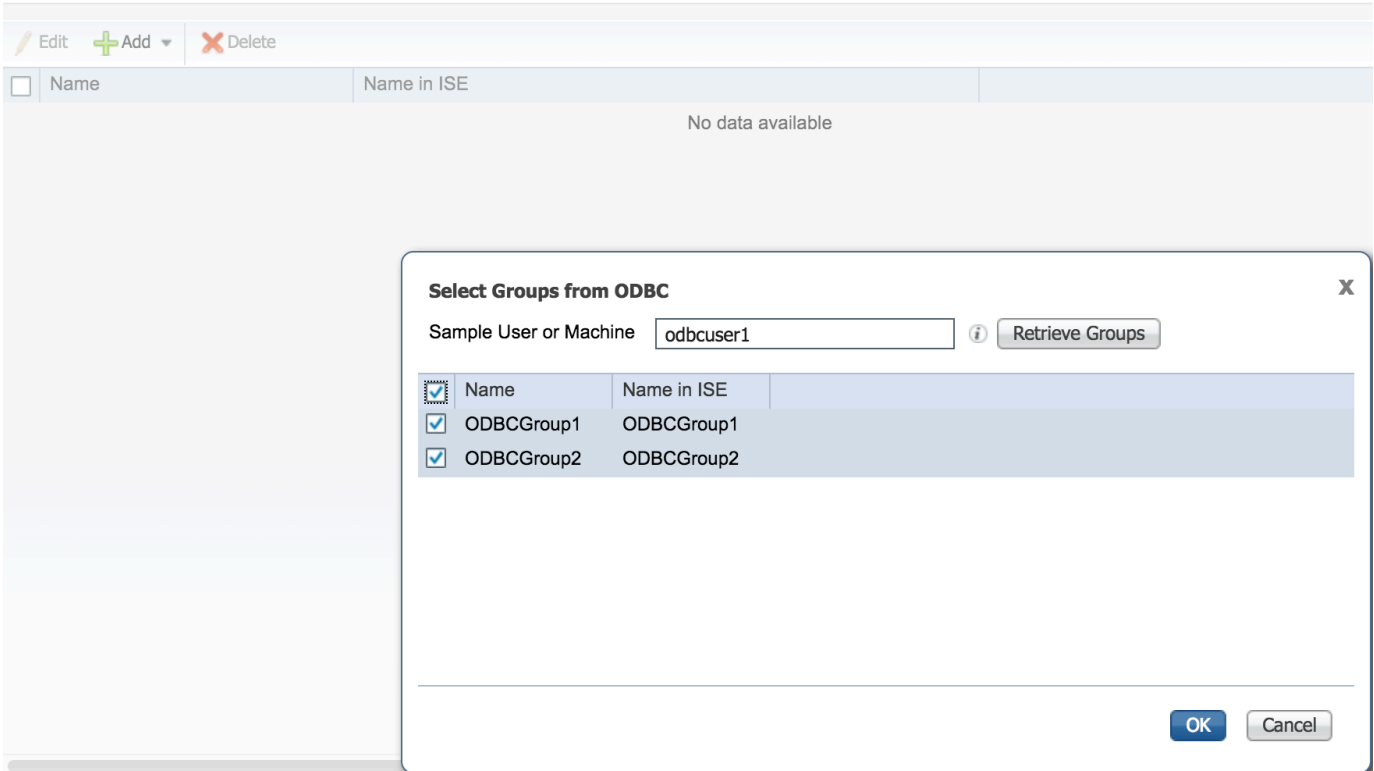 Edit Add Delete
Name Name in ISE
No data available
Select Groups from ODBC X
Sample User or Machine odbcuser1 i Retrieve Groups
Name Name in ISE
ODBCGroup1 ODBCGroup1
ODBCGroup2 ODBCGroup2
OK Cancel